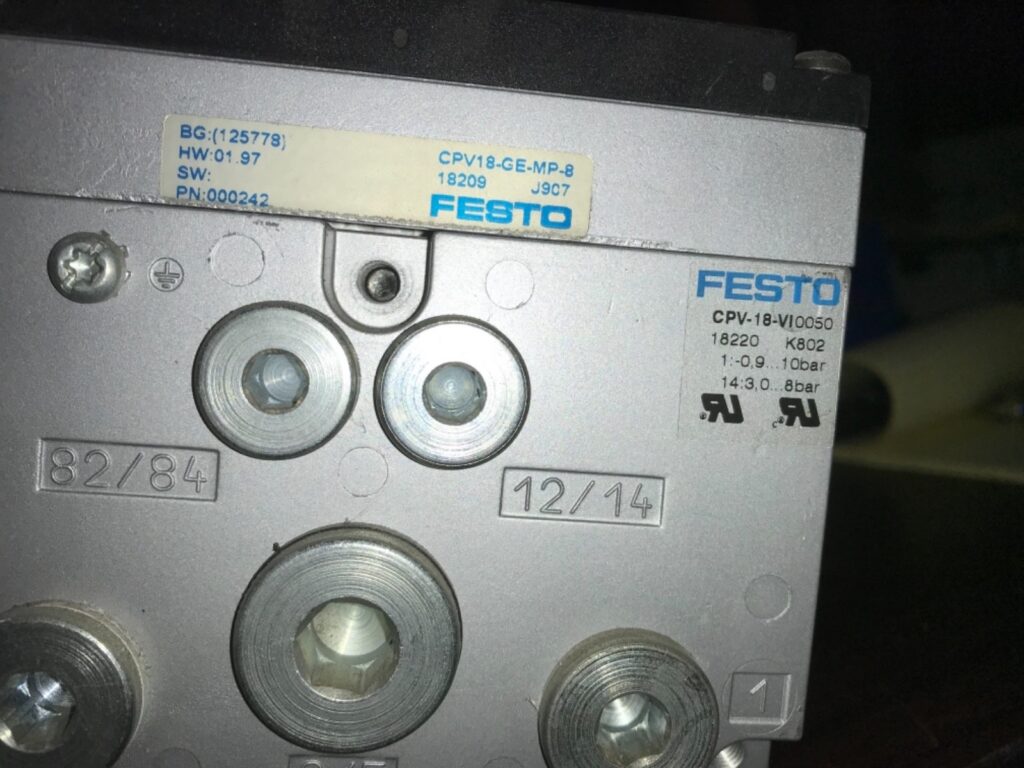 BG:(125778)
HW:01.97
SW:
PN:000242
CPV18-GE-MP-8
18209 J907
FESTO
FESTO
CPV-18-VI0050
18220 K802
1:-0,9...10bar
14:3,0...8bar
82/84
12/14
1